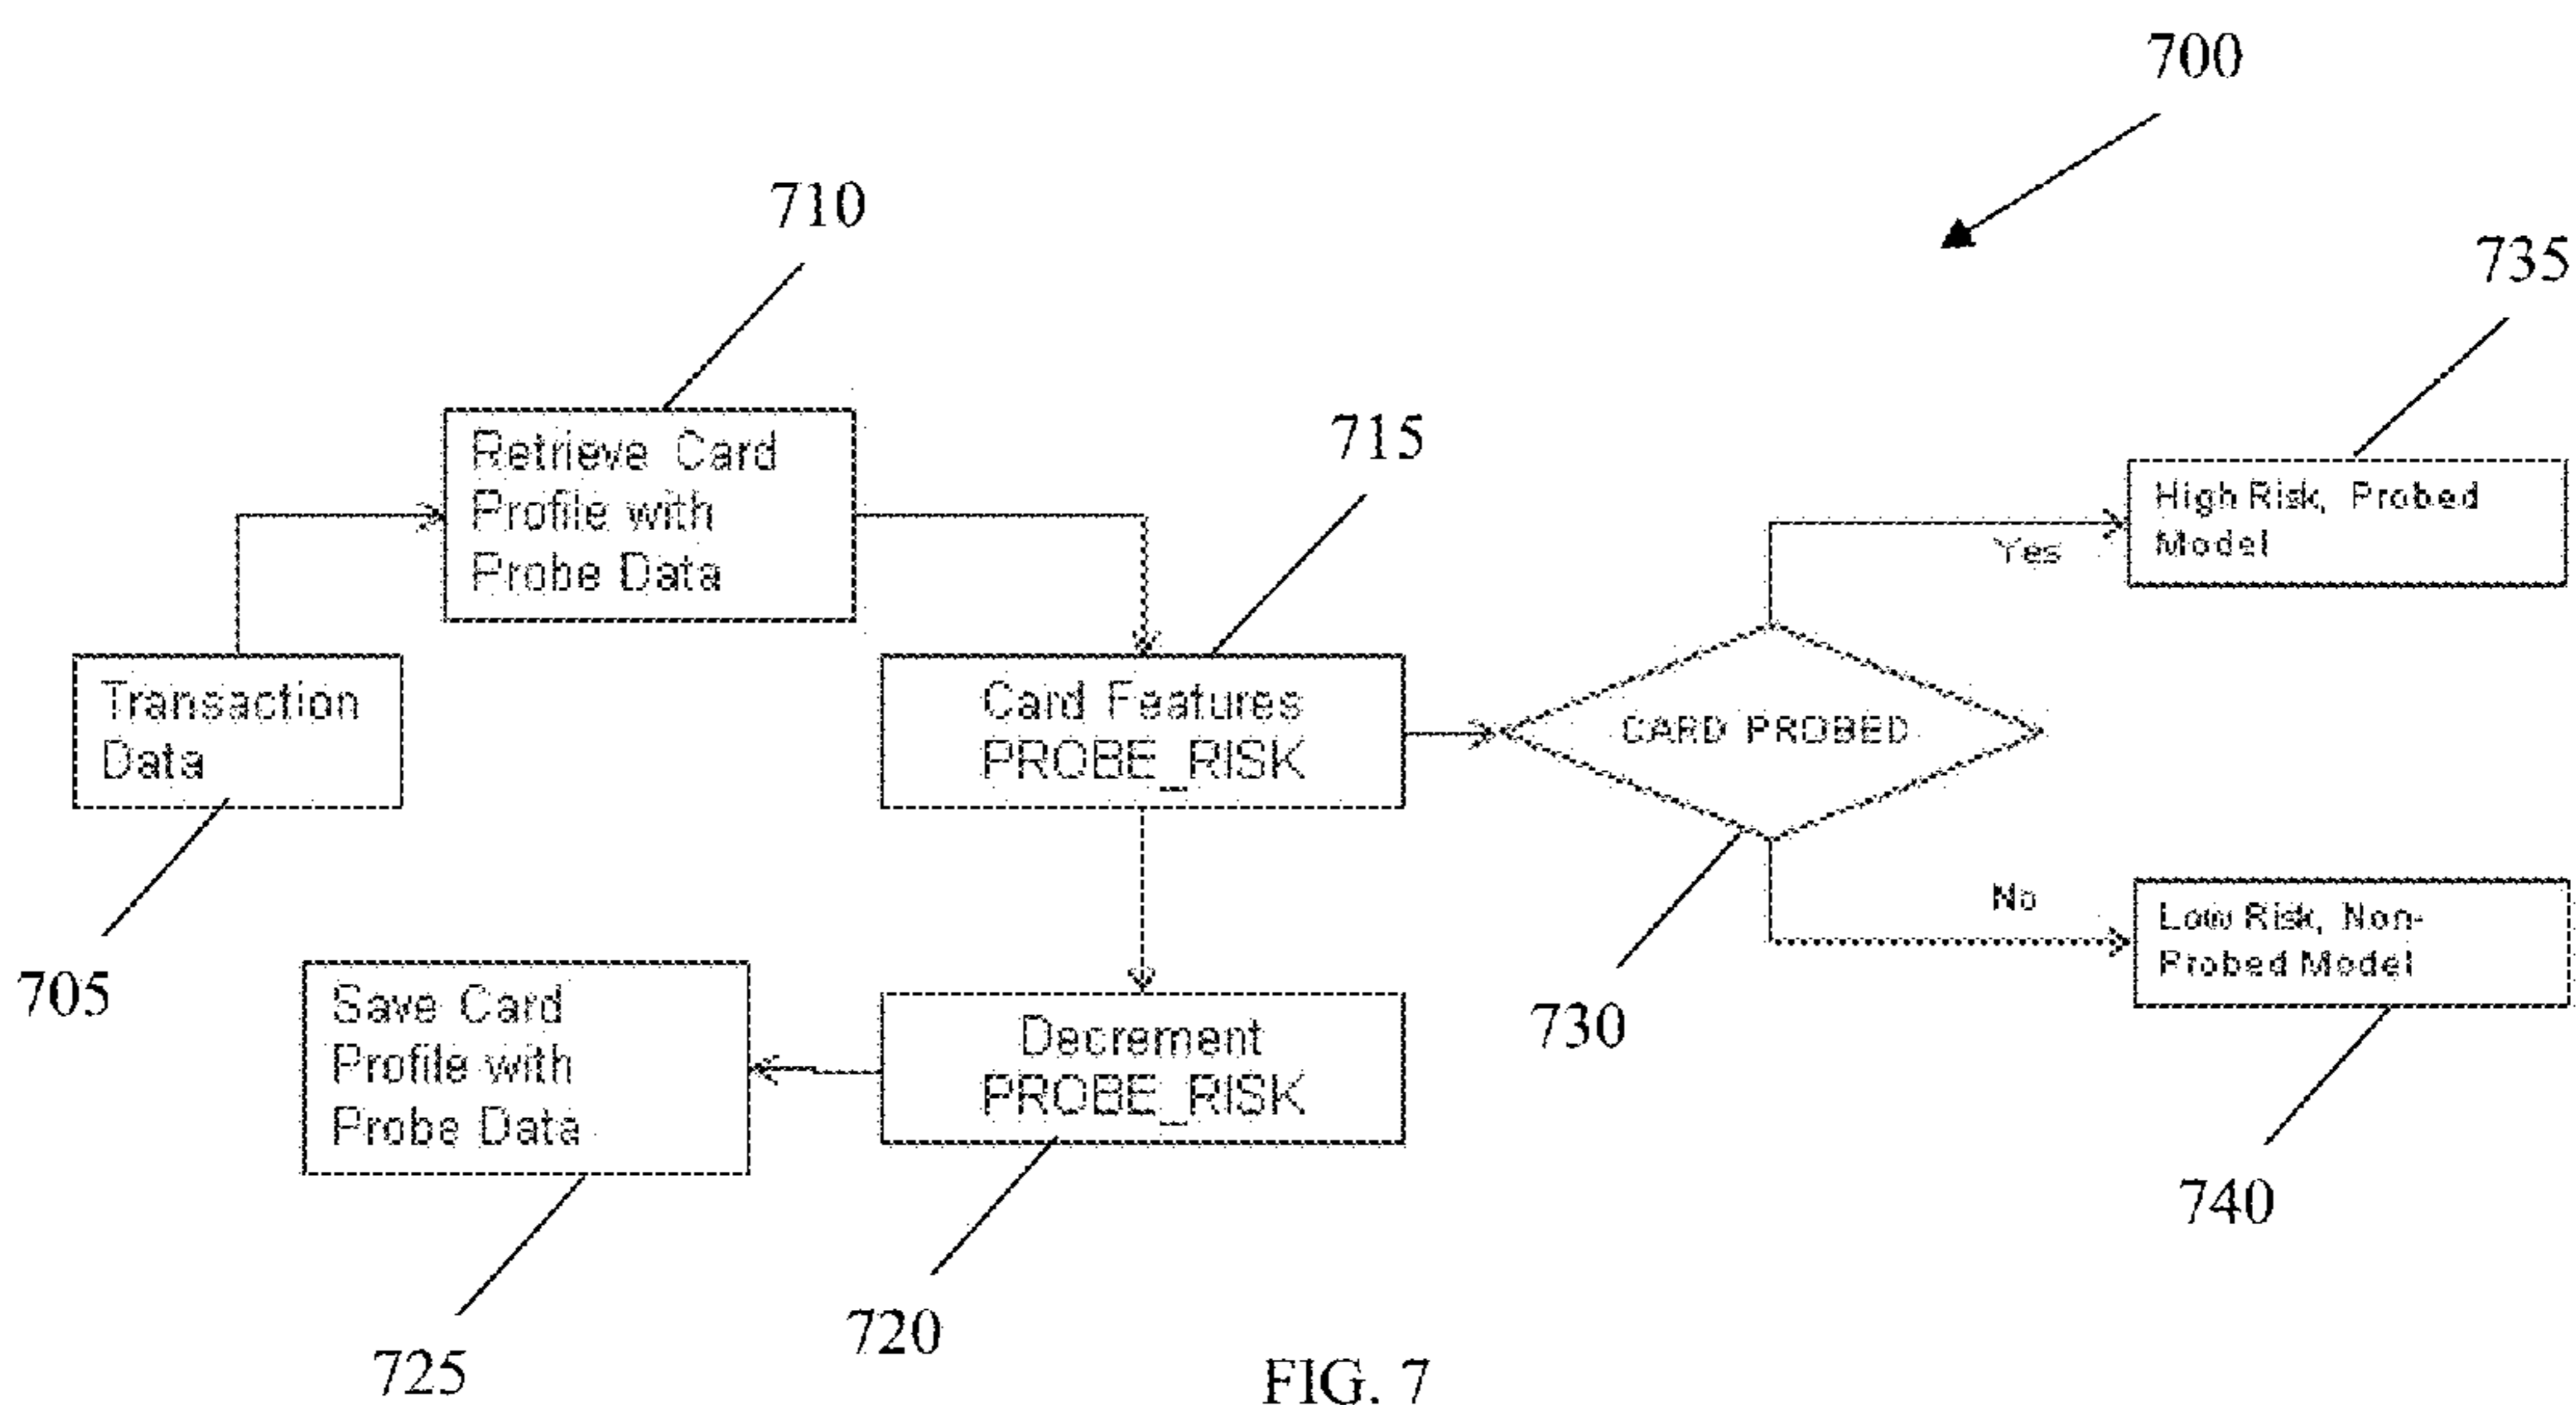 700
710
735
715
Retrieve Card
Profile with
Probe Data
High Risk, Probed
Model
Yes
Transaction
Data
Card Features
PROBE_RISK
CARD PROBED
No
Low Risk, Non-
Probed Model
705
Save Card
Profile with
Probe Data
Decrement
PROBE_RISK
730
740
725
720
FIG. 7